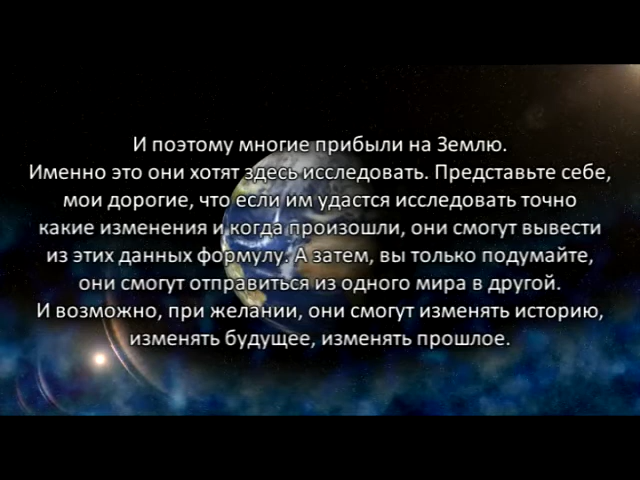 И поэтому многие прибыли на Землю.
Именно это они хотят здесь исследовать. Представьте себе,
мои дорогие, что если им удастся исследовать точно
какие изменения и когда произошли, они смогут вывести
из этих данных формулу. А затем, вы только подумайте,
они смогут отправиться из одного мира в другой.
И возможно, при желании, они смогут изменять историю,
изменять будущее, изменять прошлое.